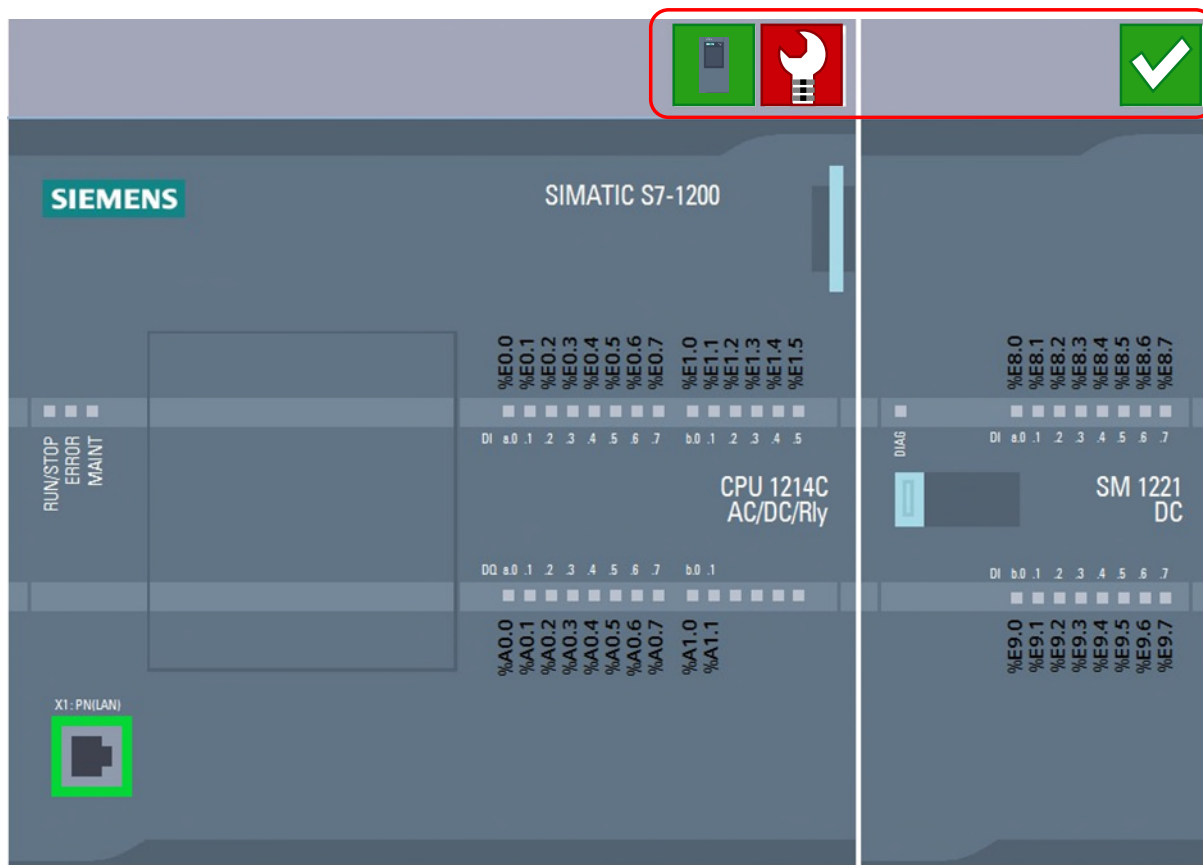 SIEMENS
SIMATIC S7-1200
%E0.0 %E0.1 %E0.2 %E0.3 %E0.4 %E0.5 %E0.6 %E0.7 %E1.0 %E1.1 %E1.2 %E1.3 %E1.4 %E1.5
DI a.0 .1 .2 .3 .4 .5 .6 .7 b.0 .1 .2 .3 .4 .5
RUN/STOP
ERROR
MAINT
CPU 1214C
AC/DC/Rly
DQ a.0 .1 .2 .3 .4 .5 .6 .7 b.0 .1
%A0.0 %A0.1 %A0.2 %A0.3 %A0.4 %A0.5 %A0.6 %A0.7 %A1.0 %A1.1
X1: PN(LAN)
%E8.0 %E8.1 %E8.2 %E8.3 %E8.4 %E8.5 %E8.6 %E8.7
DI a.0 .1 .2 .3 .4 .5 .6 .7
DIAG
SM 1221
DC
DI b.0 .1 .2 .3 .4 .5 .6 .7
%E9.0 %E9.1 %E9.2 %E9.3 %E9.4 %E9.5 %E9.6 %E9.7